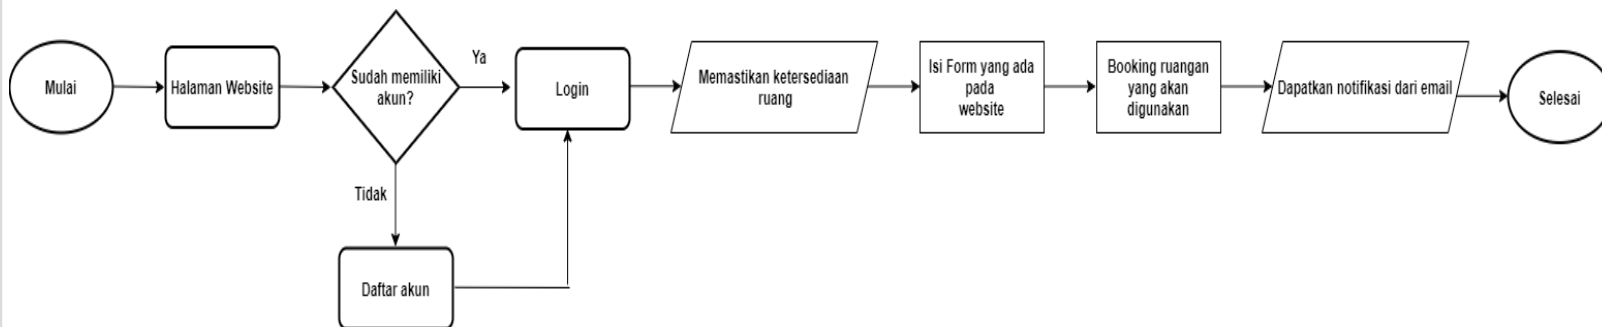 Mulai
Halaman Website
Sudah memiliki
akun?
Ya
Tidak
Daftar akun
Login
Memastikan ketersediaan
ruang
Isi Form yang ada
pada
website
Booking ruangan
yang akan
digunakan
Dapatkan notifikasi dari email
Selesai